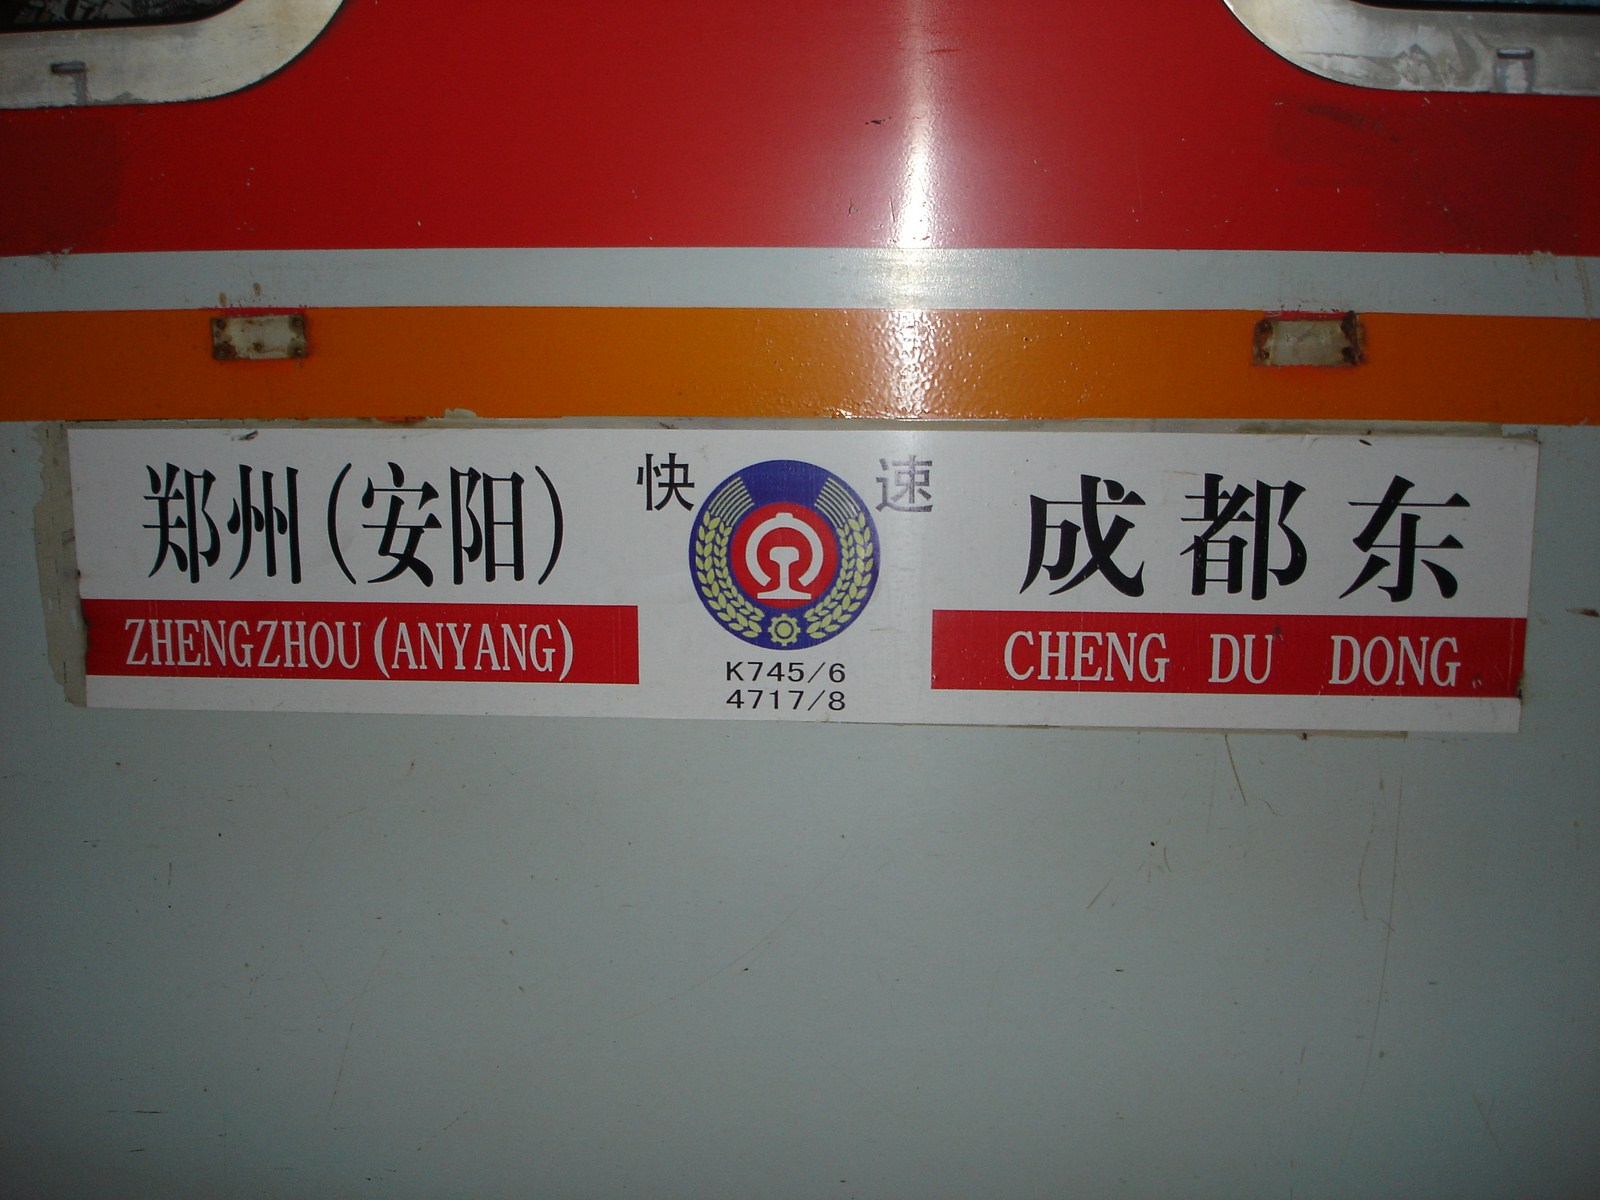 郑州(安阳)
ZHENGZHOU(ANYANG)
快速
K745/6
4717/8
成都东
CHENG DU DONG